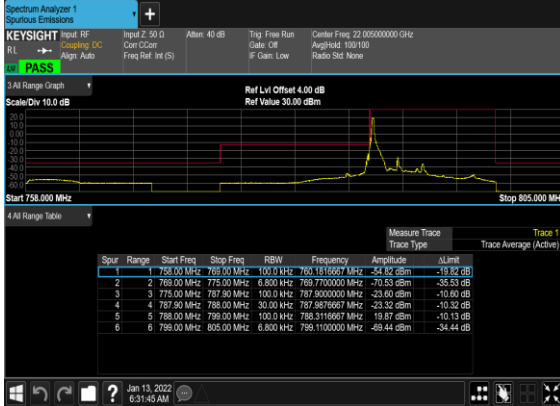 Spectrum Analyzer 1
Spurious Emissions
KEYSIGHT Input: RF Input Z: 50 Ω Atten: 40 dB Trig: Free Run Center Freq: 22.005000000 GHz
RL Coupling: DC Corr CCorr Gate: Off Avg|Hold: 100/100
Align: Auto Freq Ref: Int (S) IF Gain: Low Radio Std: None
PASS
3 All Range Graph
Ref Lvl Offset 4.00 dB
Scale/Div 10.0 dB Ref Value 30.00 dBm
20.0
10.0
0.00
-10.0
-20.0
-30.0
-40.0
-50.0
-60.0
Start 758.000 MHz Stop 805.000 MH
4 All Range Table
Measure Trace Trace 1
Trace Type Trace Average (Active)
Spur Range Start Freq Stop Freq RBW Frequency Amplitude ΔLimit
1 1 758.00 MHz 769.00 MHz 100.0 kHz 760.1816667 MHz -54.82 dBm -19.82 dB
2 2 769.00 MHz 775.00 MHz 6.800 kHz 769.7700000 MHz -70.53 dBm -35.53 dB
3 3 775.00 MHz 787.90 MHz 100.0 kHz 787.9000000 MHz -23.60 dBm -10.60 dB
4 4 787.90 MHz 788.00 MHz 30.00 kHz 787.9876667 MHz -23.32 dBm -10.32 dB
5 5 788.00 MHz 799.00 MHz 100.0 kHz 788.3116667 MHz 19.87 dBm -10.13 dB
6 6 799.00 MHz 805.00 MHz 6.800 kHz 799.1100000 MHz -69.44 dBm -34.44 dB
Jan 13, 2022
6:31:45 AM